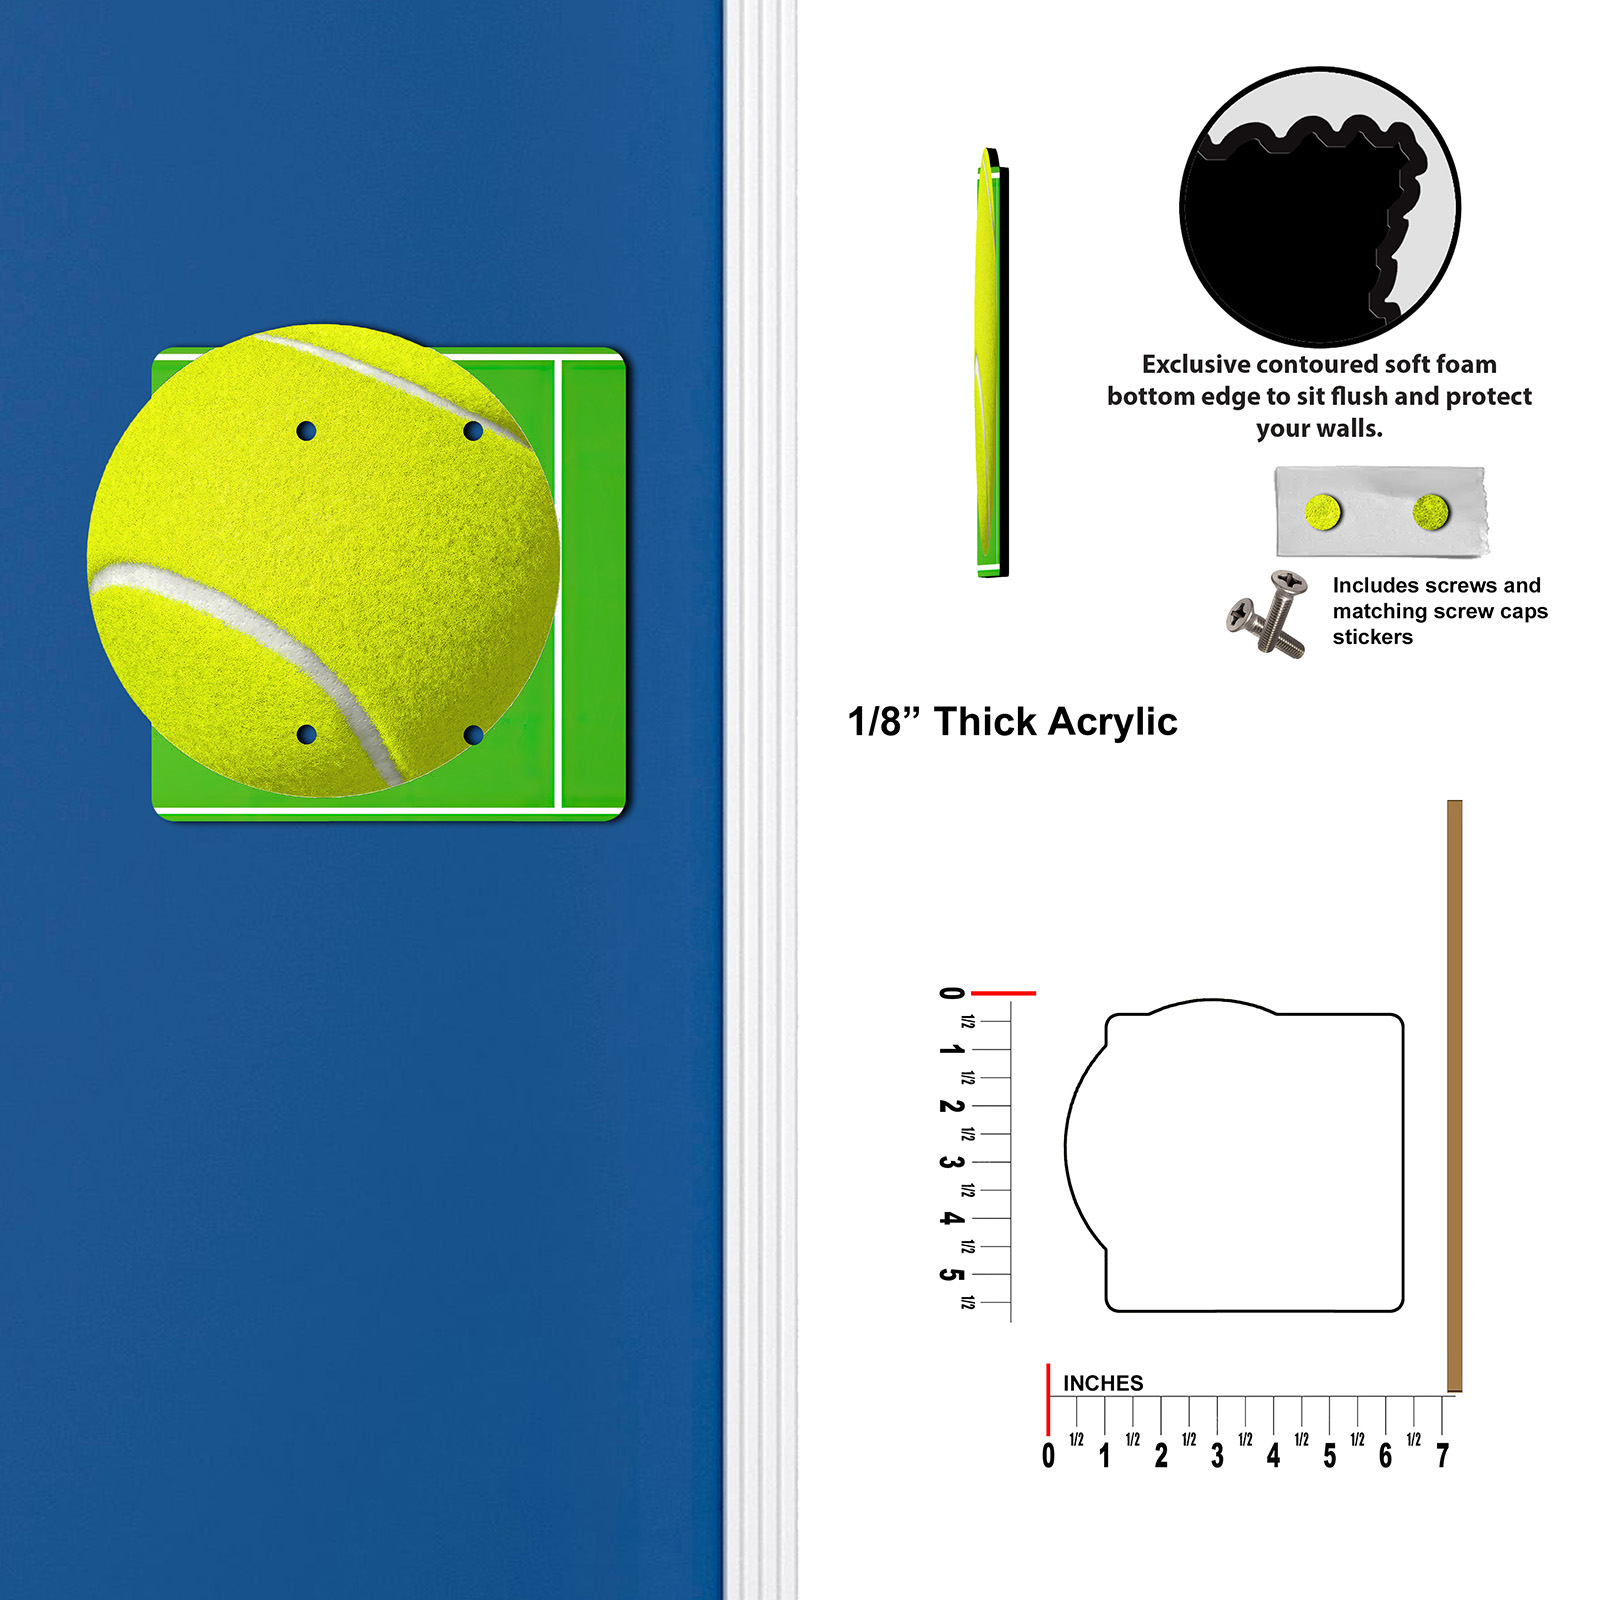 Exclusive contoured soft foam
bottom edge to sit flush and protect
your walls.
Includes screws and
matching screw caps
stickers
1/8” Thick Acrylic
0
1/2
1
1/2
2
1/2
3
1/2
4
1/2
5
1/2
INCHES
0 1/2 1 1/2 2 1/2 3 1/2 4 1/2 5 1/2 6 1/2 7